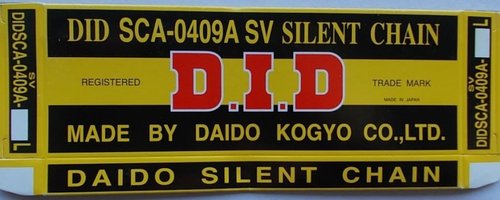 DID SCA-0409A SV SILENT CHAIN
REGISTERED
D.I.D
TRADE MARK
MADE IN JAPAN
MADE BY DAIDO KOGYO CO.,LTD.
DAIDO SILENT CHAIN
DIDSCA-0409A-
SV
L
DIDSCA-0409A-
SV
L